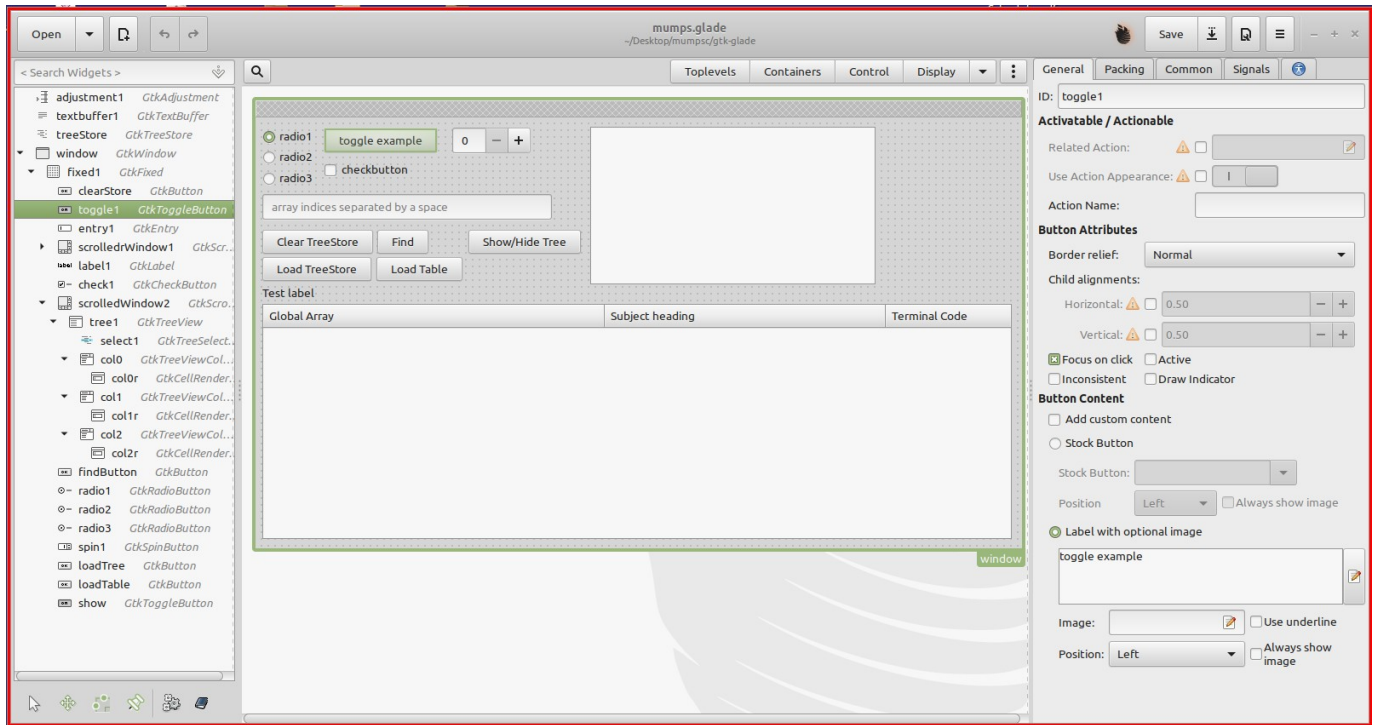 mumps.glade
Open
~/Desktop/mumpsc/gtk-glade
Save
< Search Widgets >
Toplevels Containers Control Display
General Packing Common Signals
adjustment1 GtkAdjustment
textbuffer1 GtkTextBuffer
treeStore GtkTreeStore
window GtkWindow
fixed1 GtkFixed
clearStore GtkButton
toggle1 GtkToggleButton
entry1 GtkEntry
scrolledrWindow1 GtkScr...
label1 GtkLabel
check1 GtkCheckButton
scrolledWindow2 GtkScro...
tree1 GtkTreeView
select1 GtkTreeSelect...
col0 GtkTreeViewCol...
col0r GtkCellRender...
col1 GtkTreeViewCol...
col1r GtkCellRender...
col2 GtkTreeViewCol...
col2r GtkCellRender...
findButton GtkButton
radio1 GtkRadioButton
radio2 GtkRadioButton
radio3 GtkRadioButton
spin1 GtkSpinButton
loadTree GtkButton
loadTable GtkButton
show GtkToggleButton
radio1 toggle example 0 − +
radio2
checkbutton
radio3
array indices separated by a space
Clear TreeStore Find Show/Hide Tree
Load TreeStore Load Table
Test label
Global Array Subject heading Terminal Code
window
ID: toggle1
Activatable / Actionable
Related Action:
Use Action Appearance:
Action Name:
Button Attributes
Border relief: Normal
Child alignments:
Horizontal: 0.50 − +
Vertical: 0.50 − +
Focus on click Active
Inconsistent Draw Indicator
Button Content
Add custom content
Stock Button
Stock Button:
Position Left Always show image
Label with optional image
toggle example
Image: Use underline
Position: Left Always show
image